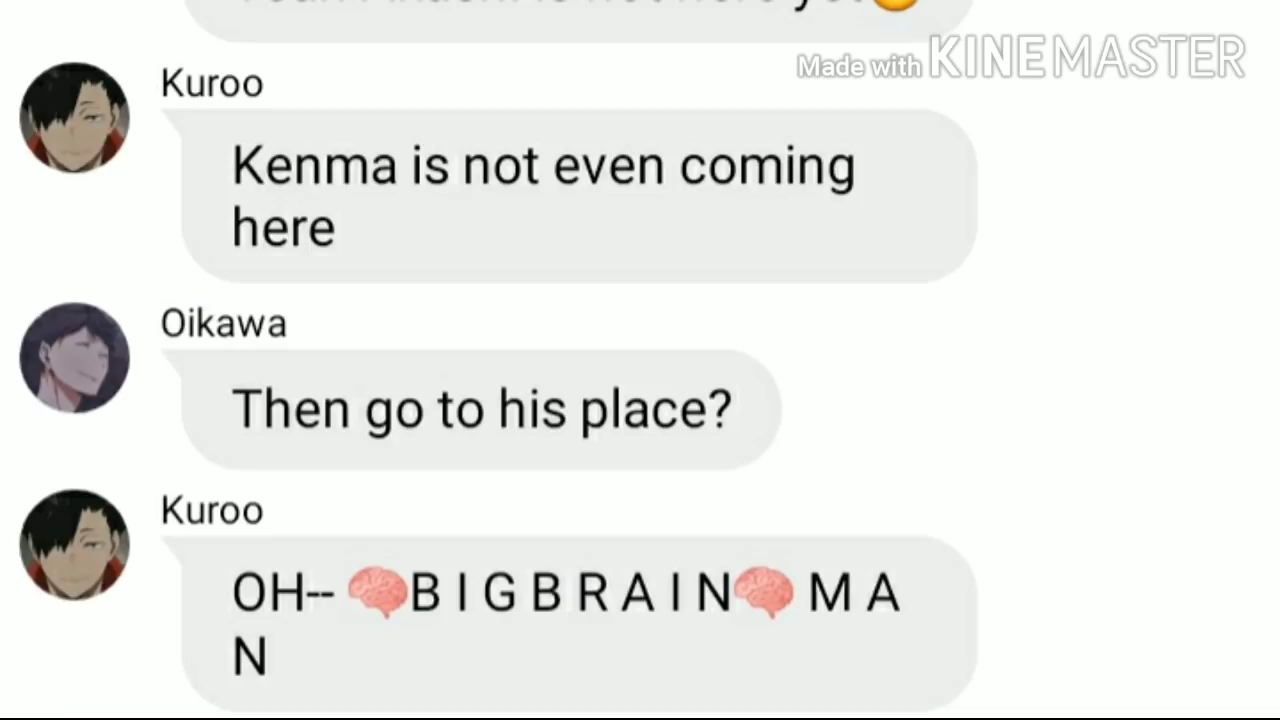 Made with KINEMASTER
Kuroo
Kenma is not even coming
here
Oikawa
Then go to his place?
Kuroo
OH-- 🧠B I G B R A I N🧠 M A
N